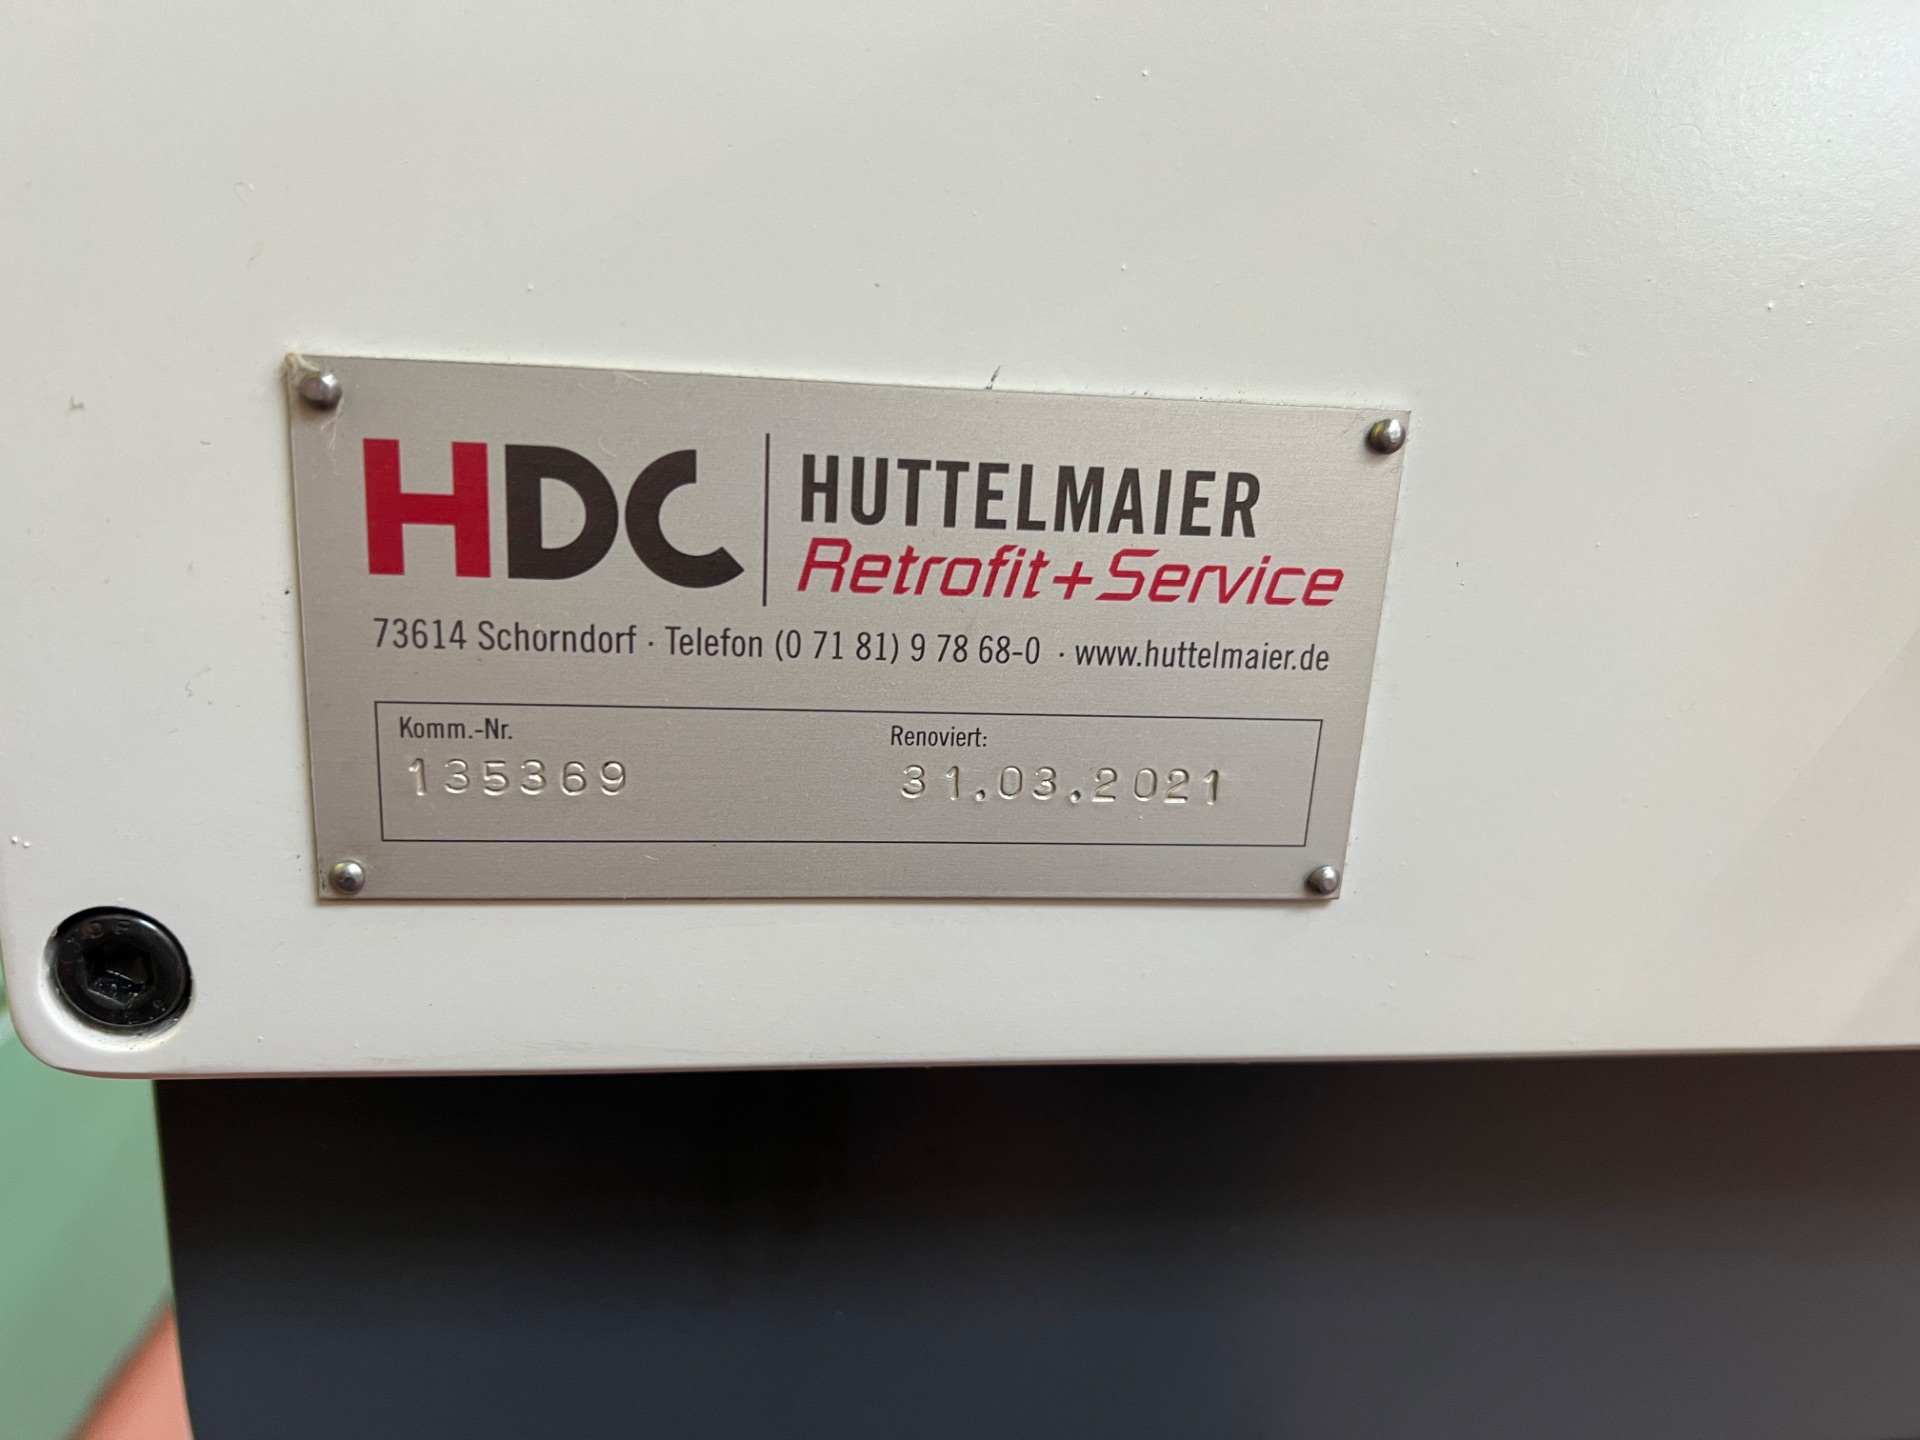 HDC
HUTTELMAIER
Retrofit+Service
73614 Schorndorf · Telefon (0 71 81) 9 78 68-0 · www.huttelmaier.de
Komm.-Nr.
135369
Renoviert:
31.03.2021